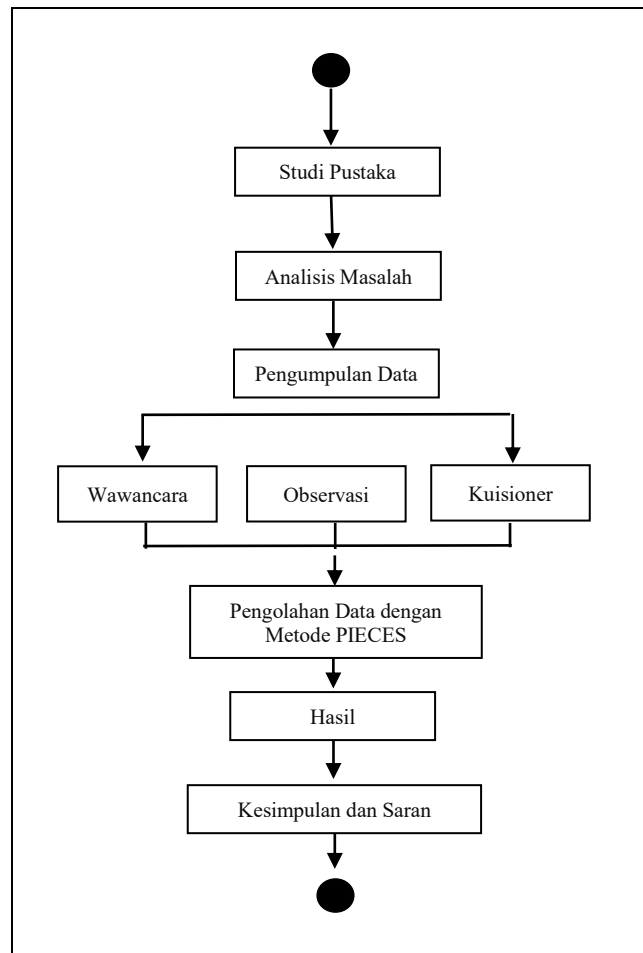 Studi Pustaka
Analisis Masalah
Pengumpulan Data
Wawancara
Observasi
Kuisioner
Pengolahan Data dengan
Metode PIECES
Hasil
Kesimpulan dan Saran